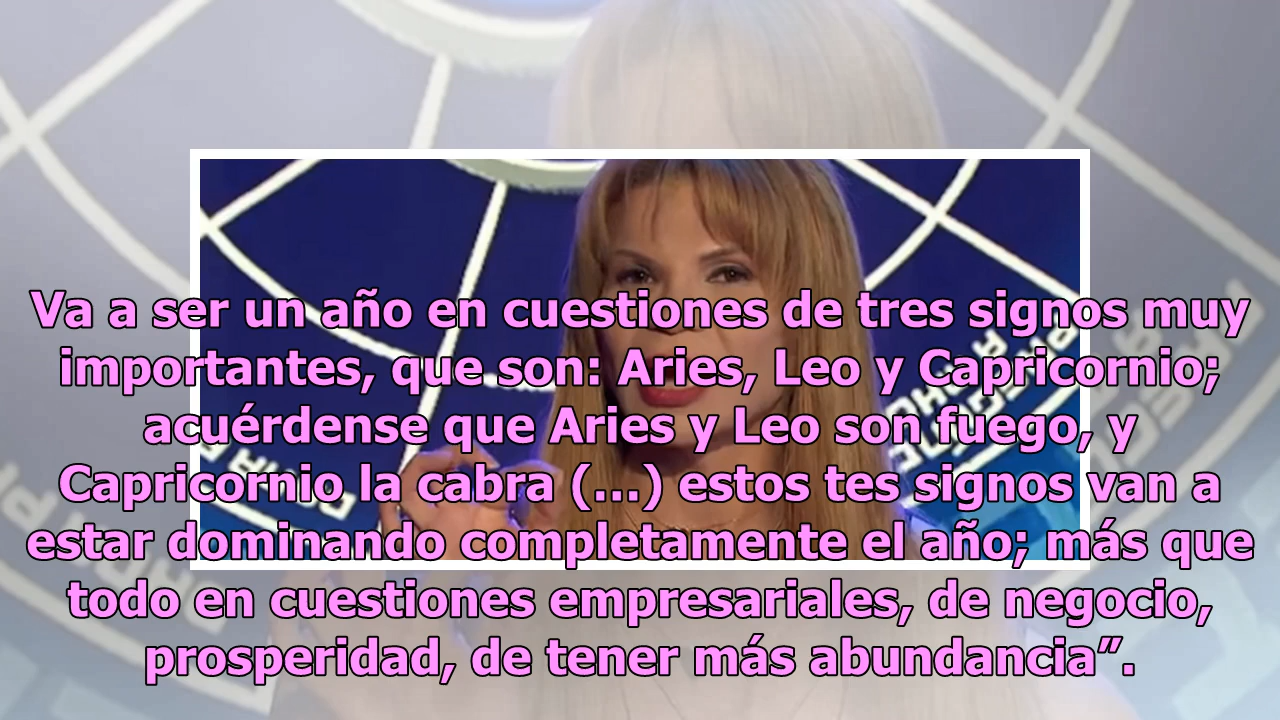 Va a ser un año en cuestiones de tres signos muy
importantes, que son: Aries, Leo y Capricornio;
acuérdense que Aries y Leo son fuego, y
Capricornio la cabra (...) estos tes signos van a
estar dominando completamente el año; más que
todo en cuestiones empresariales, de negocio,
prosperidad, de tener más abundancia”.